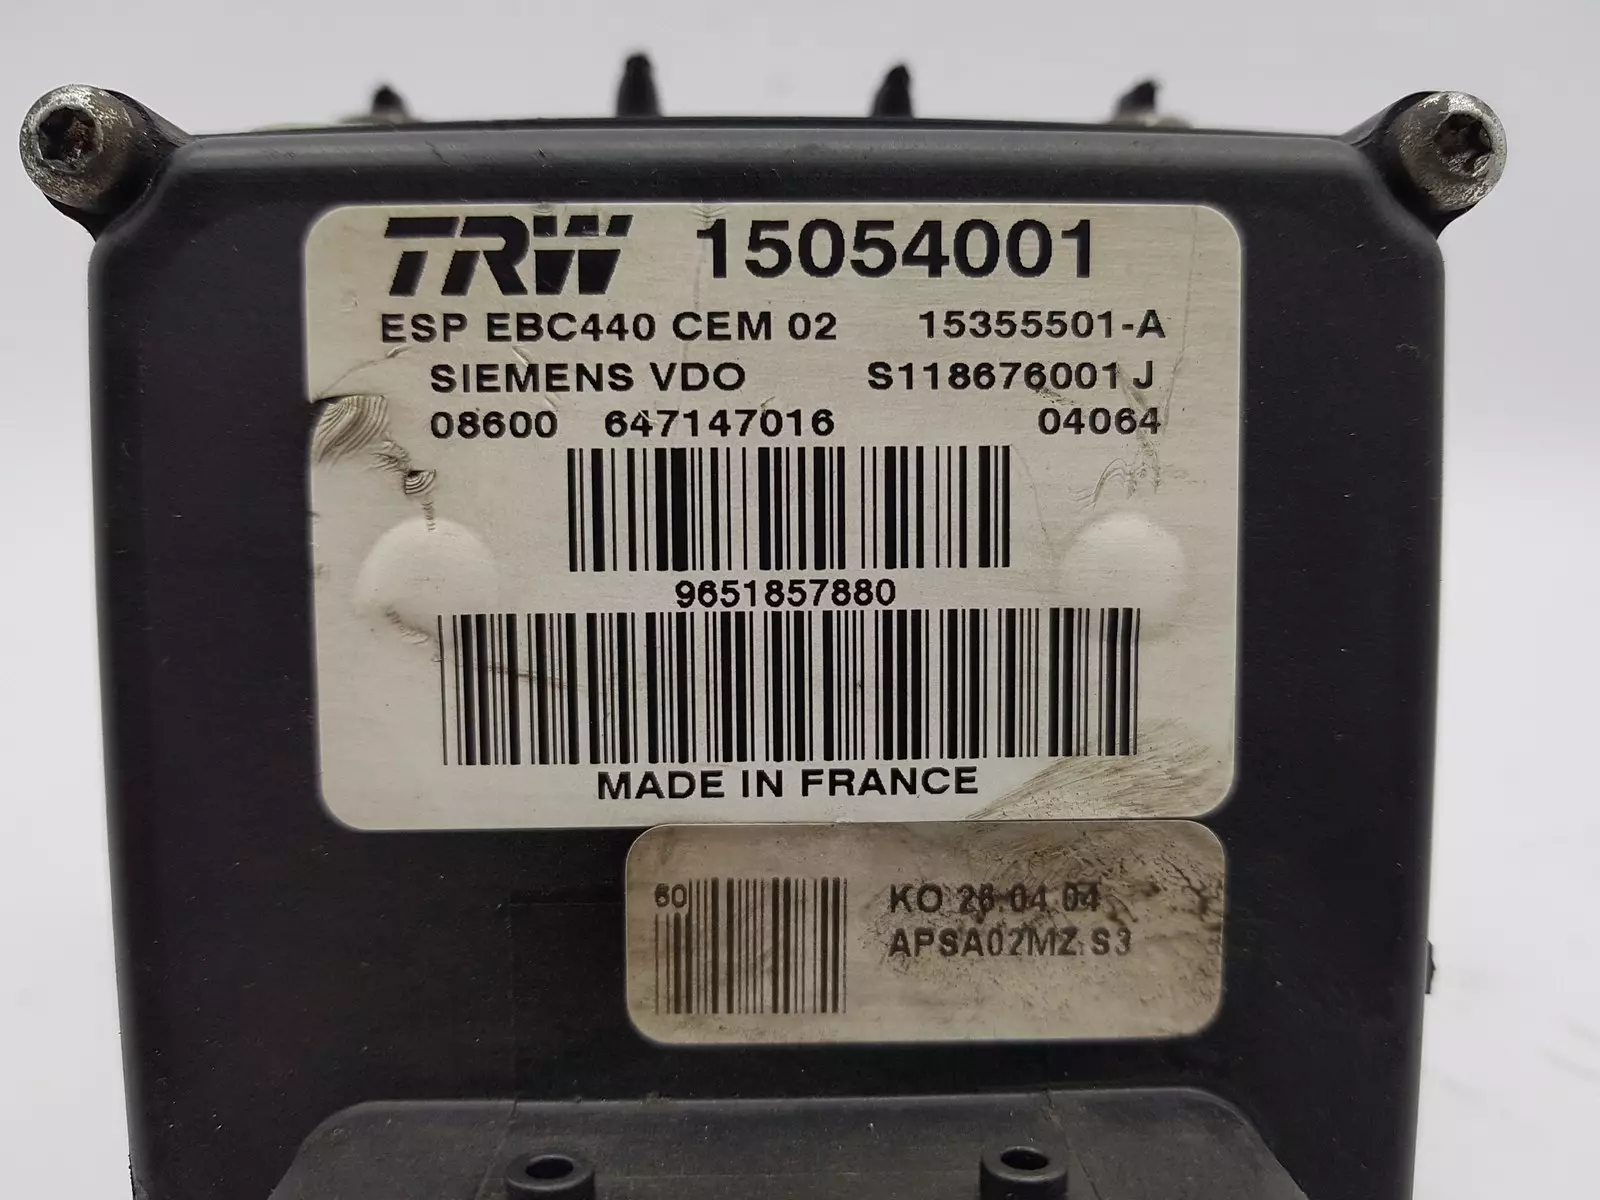 TRW 15054001
ESP EBC440 CEM 02 15355501-A
SIEMENS VDO S118676001 J
08600 647147016 04064
9651857880
MADE IN FRANCE
60
KO 26.04.04
APSA02MZ.S3